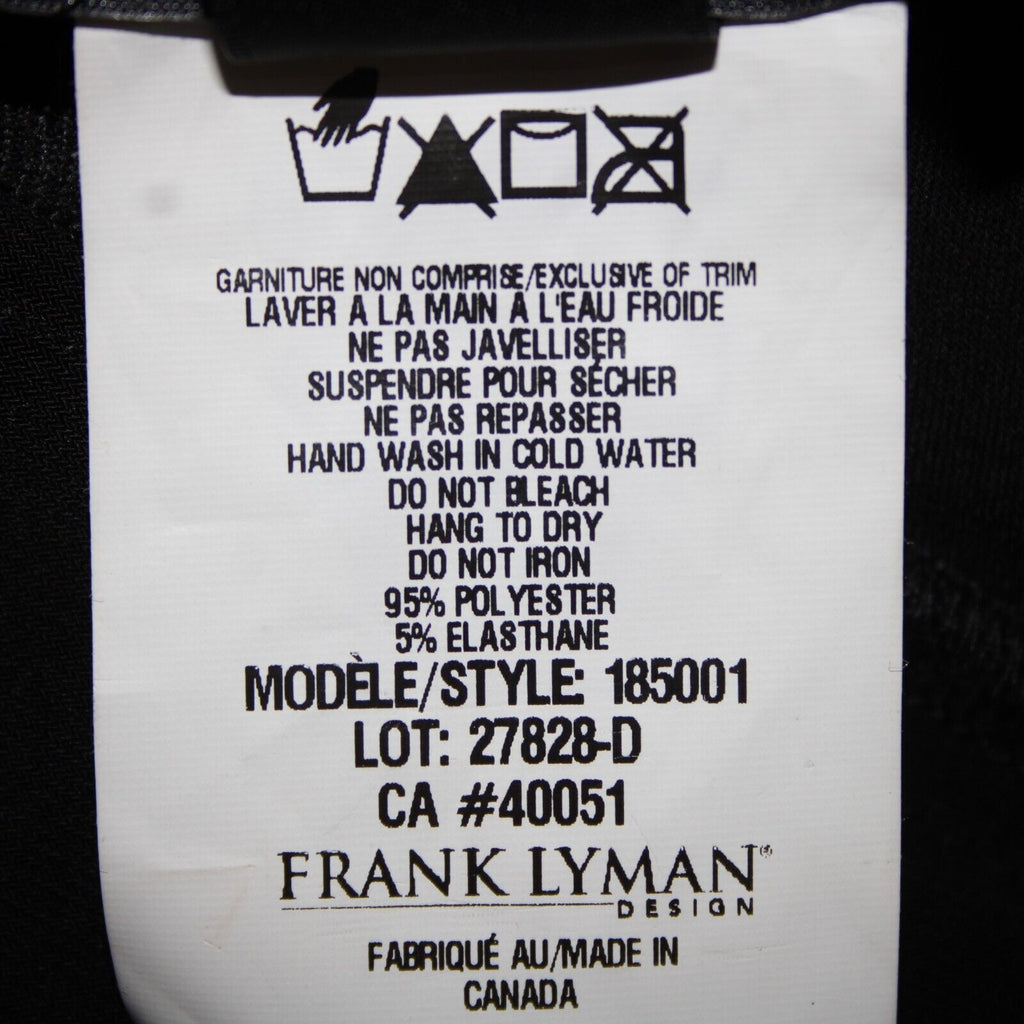 GARNITURE NON COMPRISE/EXCLUSIVE OF TRIM
LAVER A LA MAIN A L'EAU FROIDE
NE PAS JAVELLISER
SUSPENDRE POUR SÉCHER
NE PAS REPASSER
HAND WASH IN COLD WATER
DO NOT BLEACH
HANG TO DRY
DO NOT IRON
95% POLYESTER
5% ELASTHANE
MODÈLE/STYLE: 185001
LOT: 27828-D
CA #40051
FRANK LYMAN®
DESIGN
FABRIQUÉ AU/MADE IN
CANADA